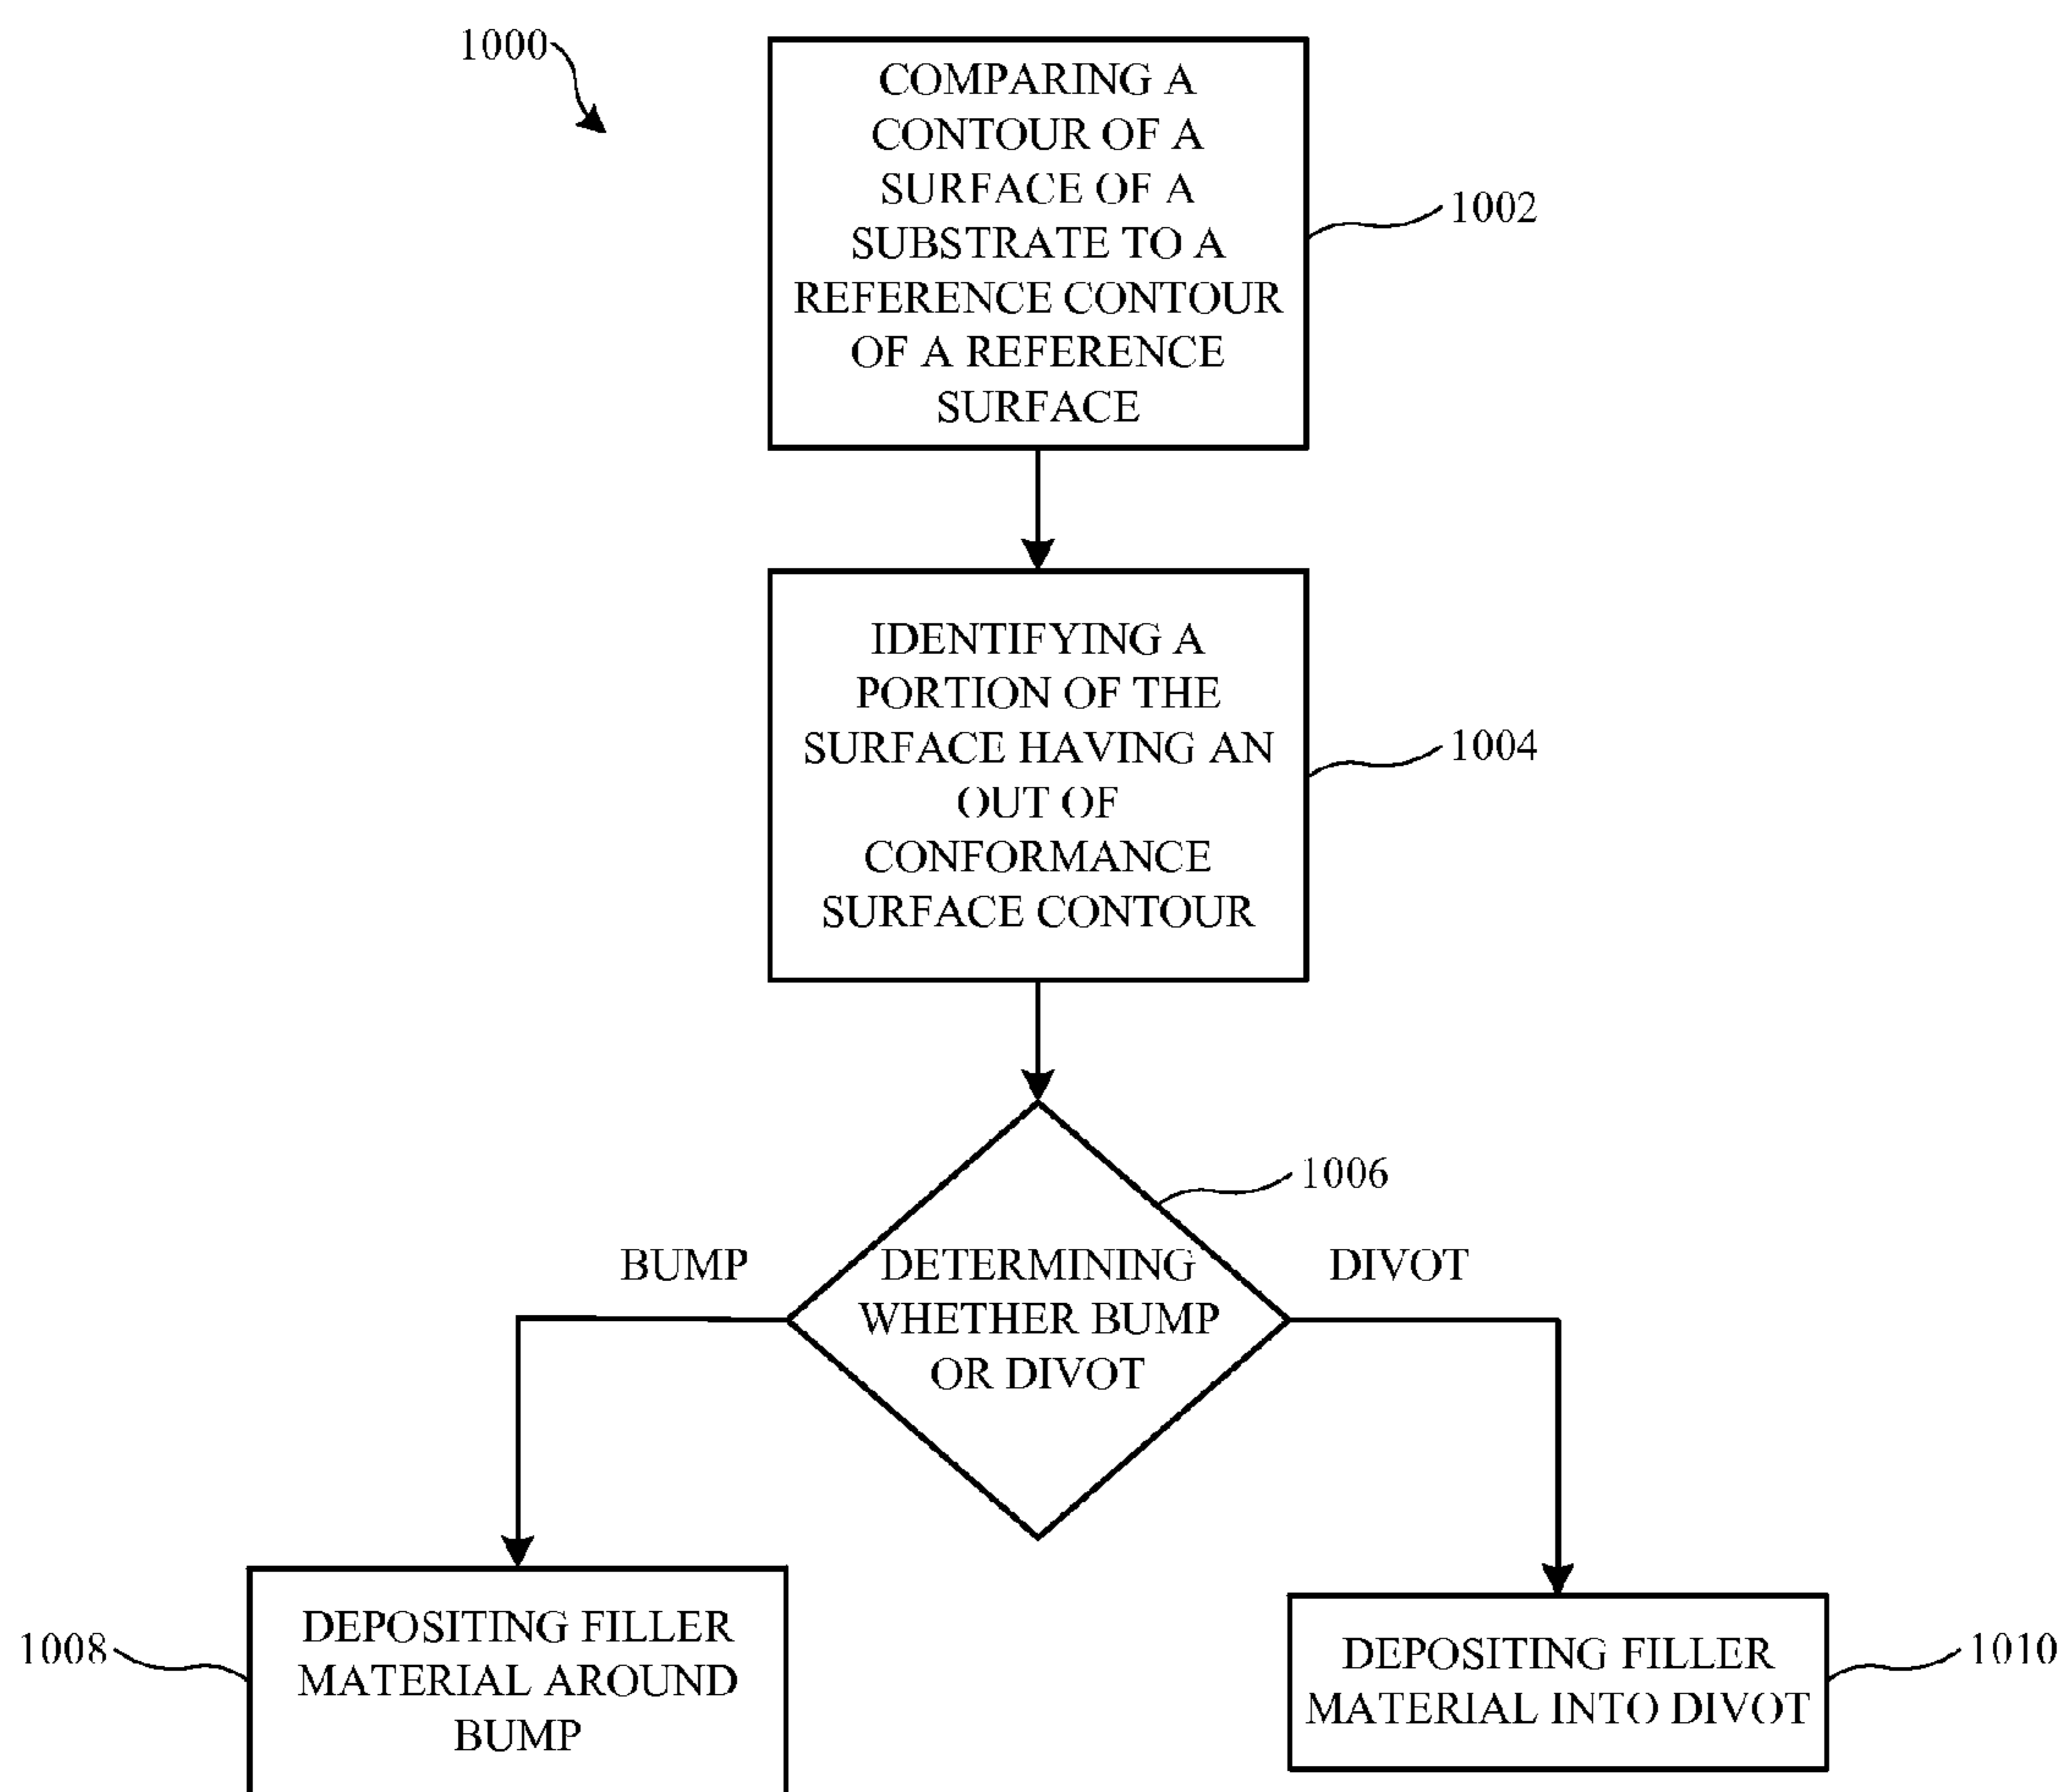 1000
COMPARING A
CONTOUR OF A
SURFACE OF A
SUBSTRATE TO A
REFERENCE CONTOUR
OF A REFERENCE
SURFACE
1002
IDENTIFYING A
PORTION OF THE
SURFACE HAVING AN
OUT OF
CONFORMANCE
SURFACE CONTOUR
1004
1006
BUMP
DETERMINING
WHETHER BUMP
OR DIVOT
DIVOT
1008
DEPOSITING FILLER
MATERIAL AROUND
BUMP
DEPOSITING FILLER
MATERIAL INTO DIVOT
1010